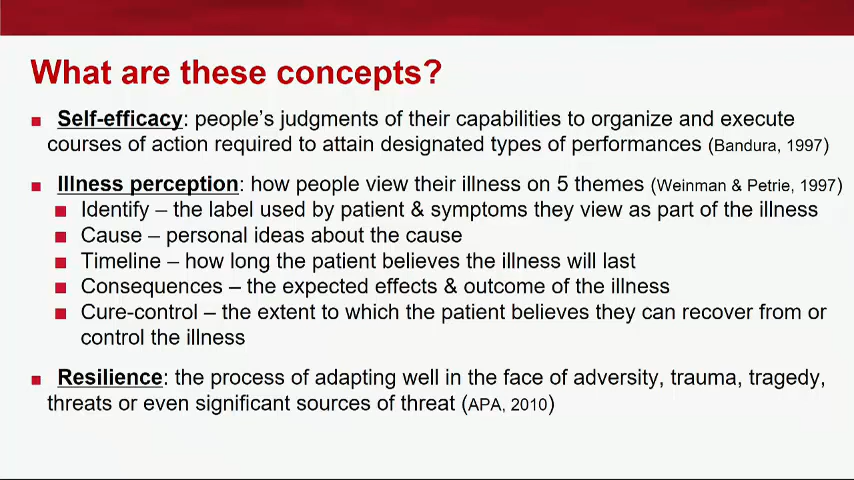 What are these concepts?
■ Self-efficacy: people's judgments of their capabilities to organize and execute
courses of action required to attain designated types of performances (Bandura, 1997)
■ Illness perception: how people view their illness on 5 themes (Weinman & Petrie, 1997)
■ Identify – the label used by patient & symptoms they view as part of the illness
■ Cause – personal ideas about the cause
■ Timeline – how long the patient believes the illness will last
■ Consequences – the expected effects & outcome of the illness
■ Cure-control – the extent to which the patient believes they can recover from or
control the illness
■ Resilience: the process of adapting well in the face of adversity, trauma, tragedy,
threats or even significant sources of threat (APA, 2010)